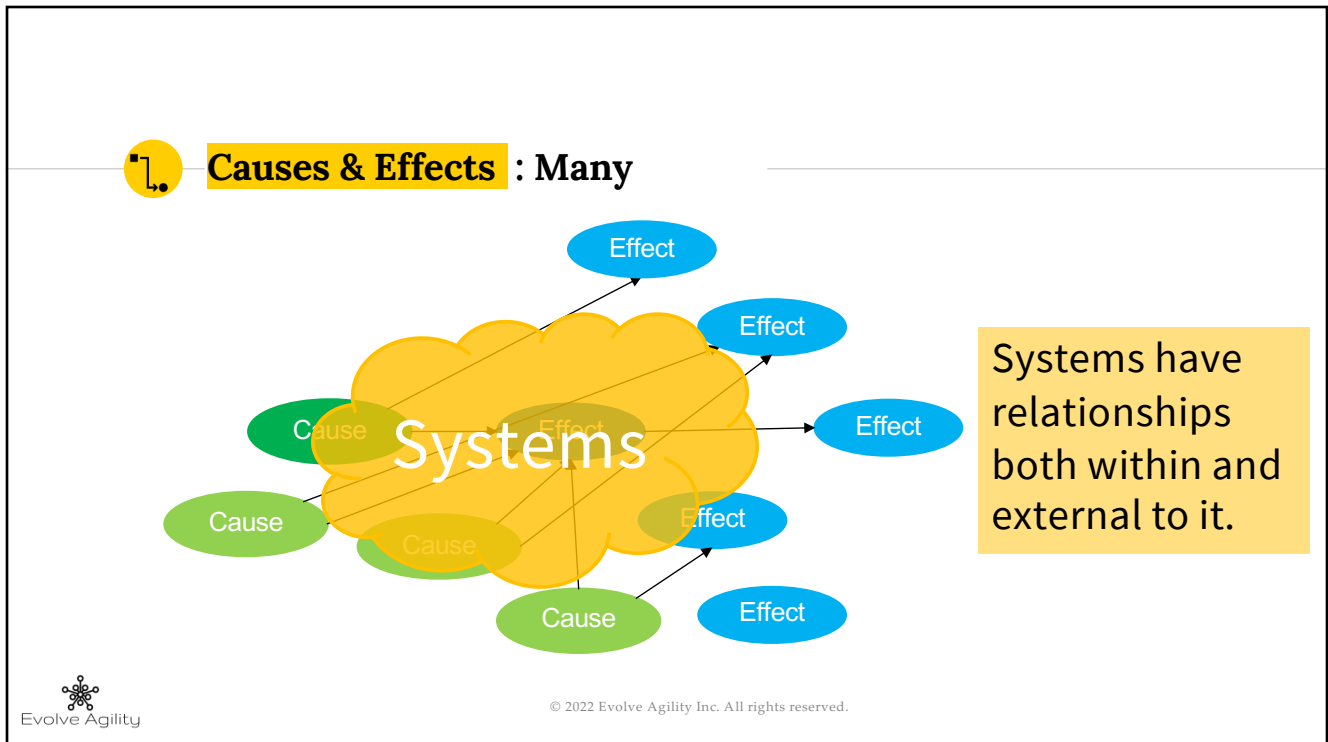 Causes & Effects : Many
Effect
Effect
Systems have
relationships
both within and
external to it.
Cause
Systems
Effect
Effect
Cause
Cause
Effect
Cause
Effect
Evolve Agility
© 2022 Evolve Agility Inc. All rights reserved.